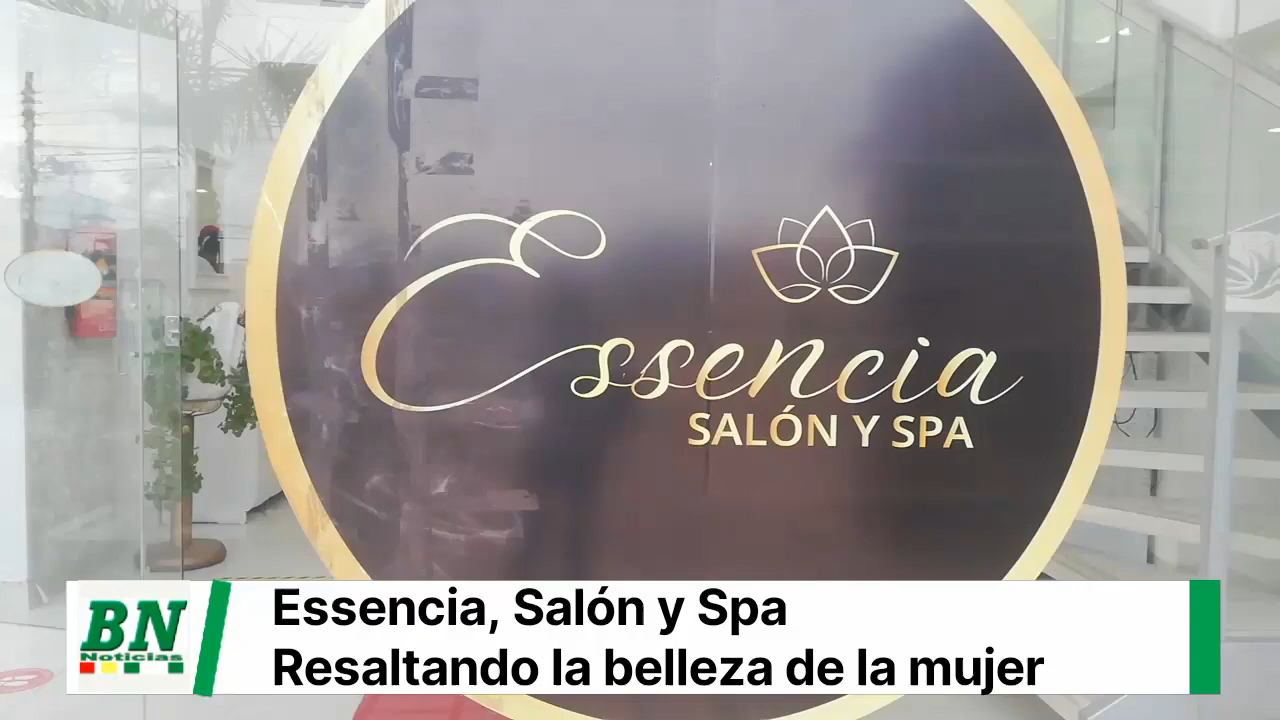 Essencia
SALÓN Y SPA
BN
Noticias
Essencia, Salón y Spa
Resaltando la belleza de la mujer